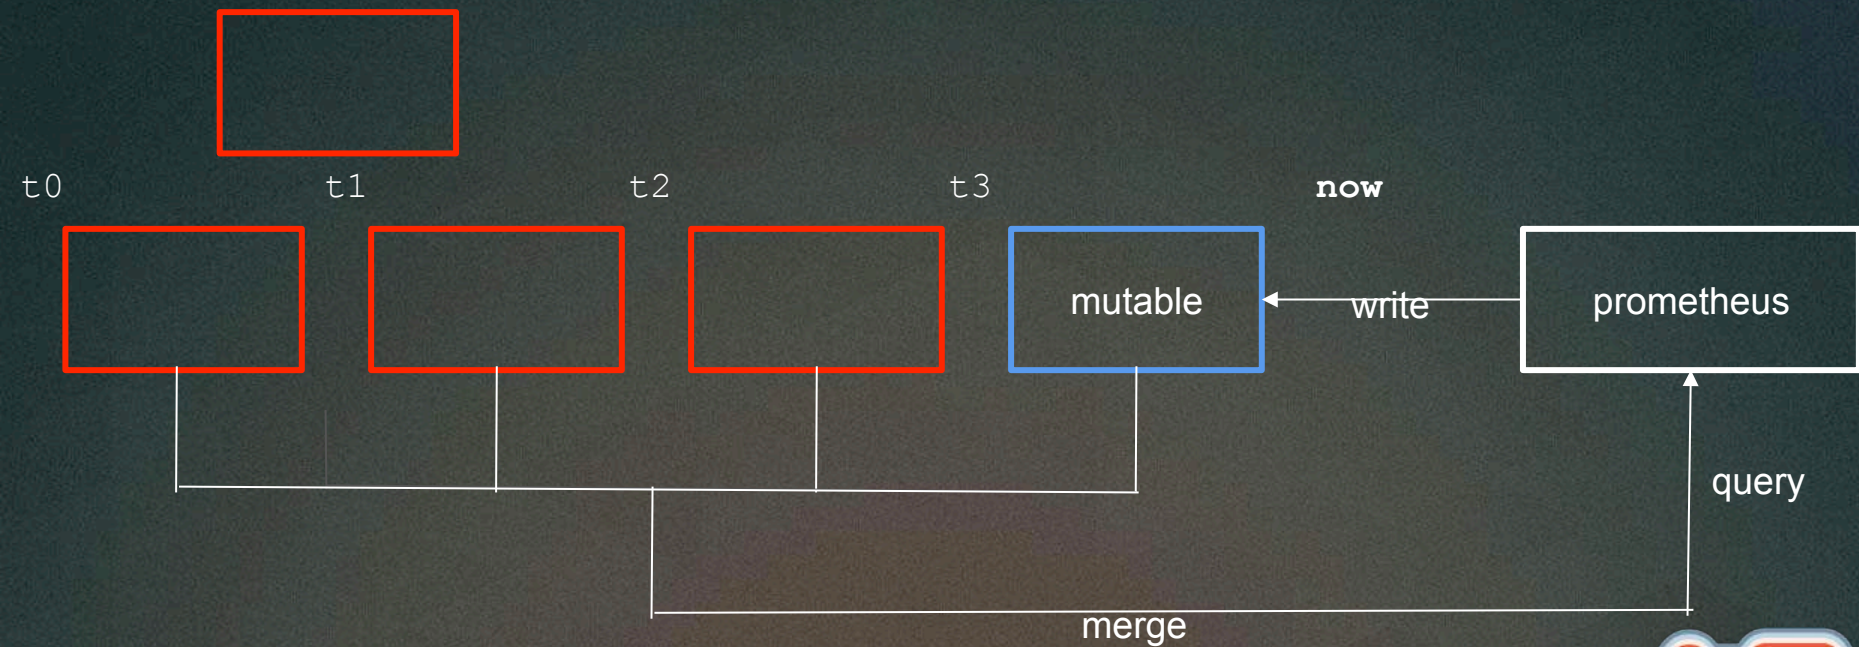 t0 t1 t2 t3 now
mutable write prometheus
query
merge